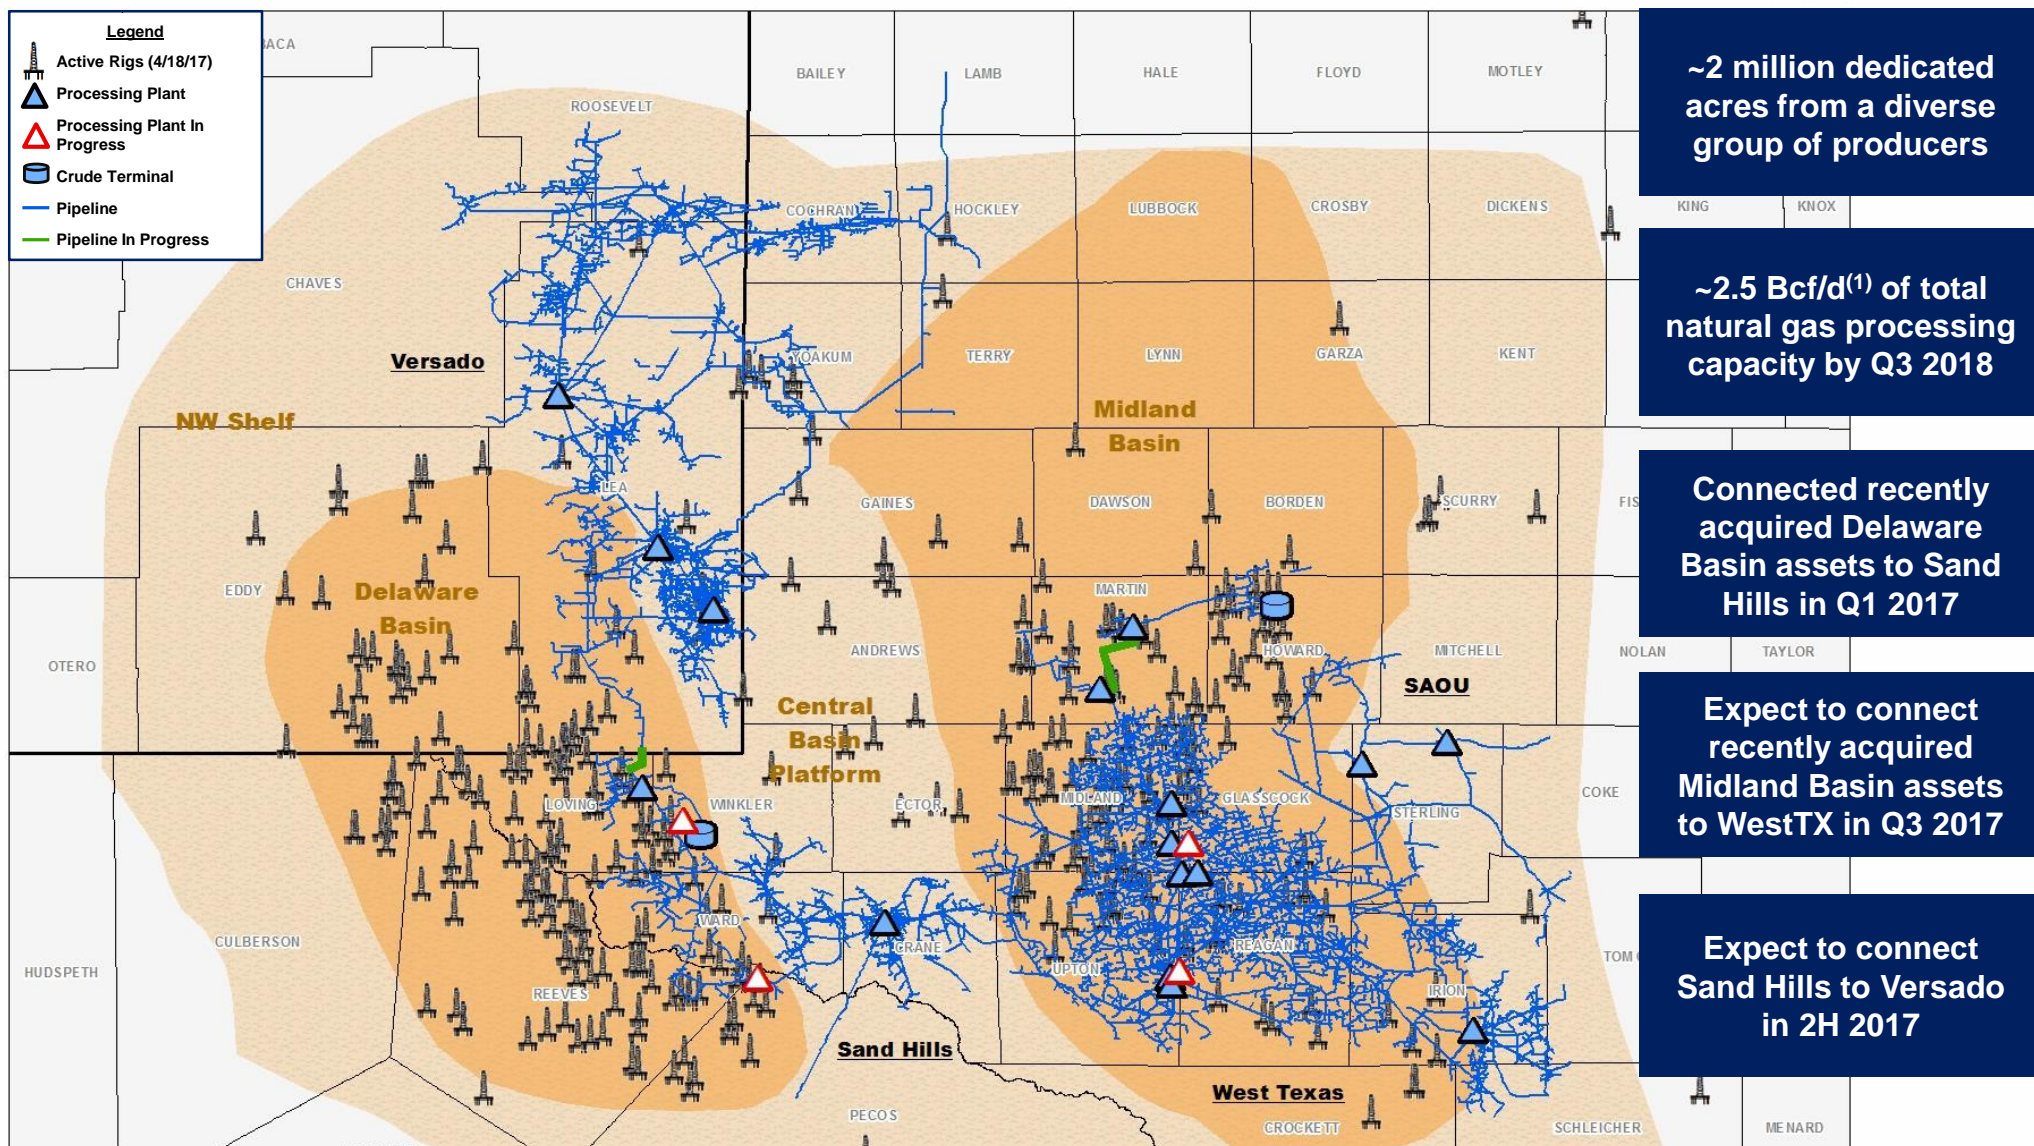 Legend
Active Rigs (4/18/17)
Processing Plant
Processing Plant In
Progress
Crude Terminal
Pipeline
Pipeline In Progress
BACA
ROOSEVELT
BAILEY
LAMB
HALE
FLOYD
MOTLEY
COCHRAN
HOCKLEY
LUBBOCK
CROSBY
DICKENS
KING
KNOX
CHAVES
Versado
YOAKUM
TERRY
LYNN
GARZA
KENT
NW Shelf
Midland
Basin
LEA
GAINES
DAWSON
BORDEN
SCURRY
FIS
EDDY
Delaware
Basin
MARTIN
OTERO
ANDREWS
HOWARD
MITCHELL
NOLAN
TAYLOR
SAOU
Central
Basin
Platform
LOVING
WINKLER
ECTOR
MIDLAND
GLASSCOCK
STERLING
COKE
WARD
CRANE
CULBERSON
HUDSPETH
REEVES
UPTON
REAGAN
IRION
TOM
Sand Hills
West Texas
PECOS
CROCKETT
SCHLEICHER
MENARD
~2 million dedicated
acres from a diverse
group of producers
~2.5 Bcf/d(1) of total
natural gas processing
capacity by Q3 2018
Connected recently
acquired Delaware
Basin assets to Sand
Hills in Q1 2017
Expect to connect
recently acquired
Midland Basin assets
to WestTX in Q3 2017
Expect to connect
Sand Hills to Versado
in 2H 2017